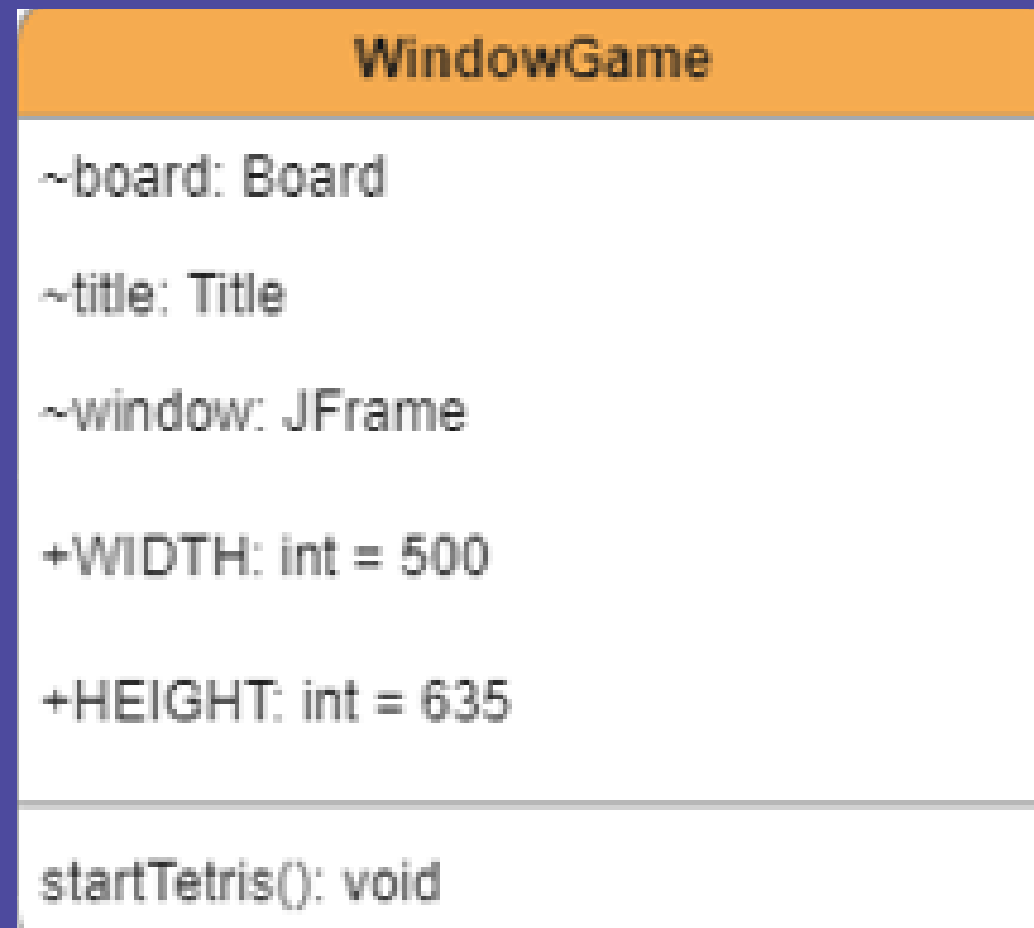 WindowGame
~board: Board
~title: Title
~window: JFrame
+WIDTH: int = 500
+HEIGHT: int = 635
startTetris(): void